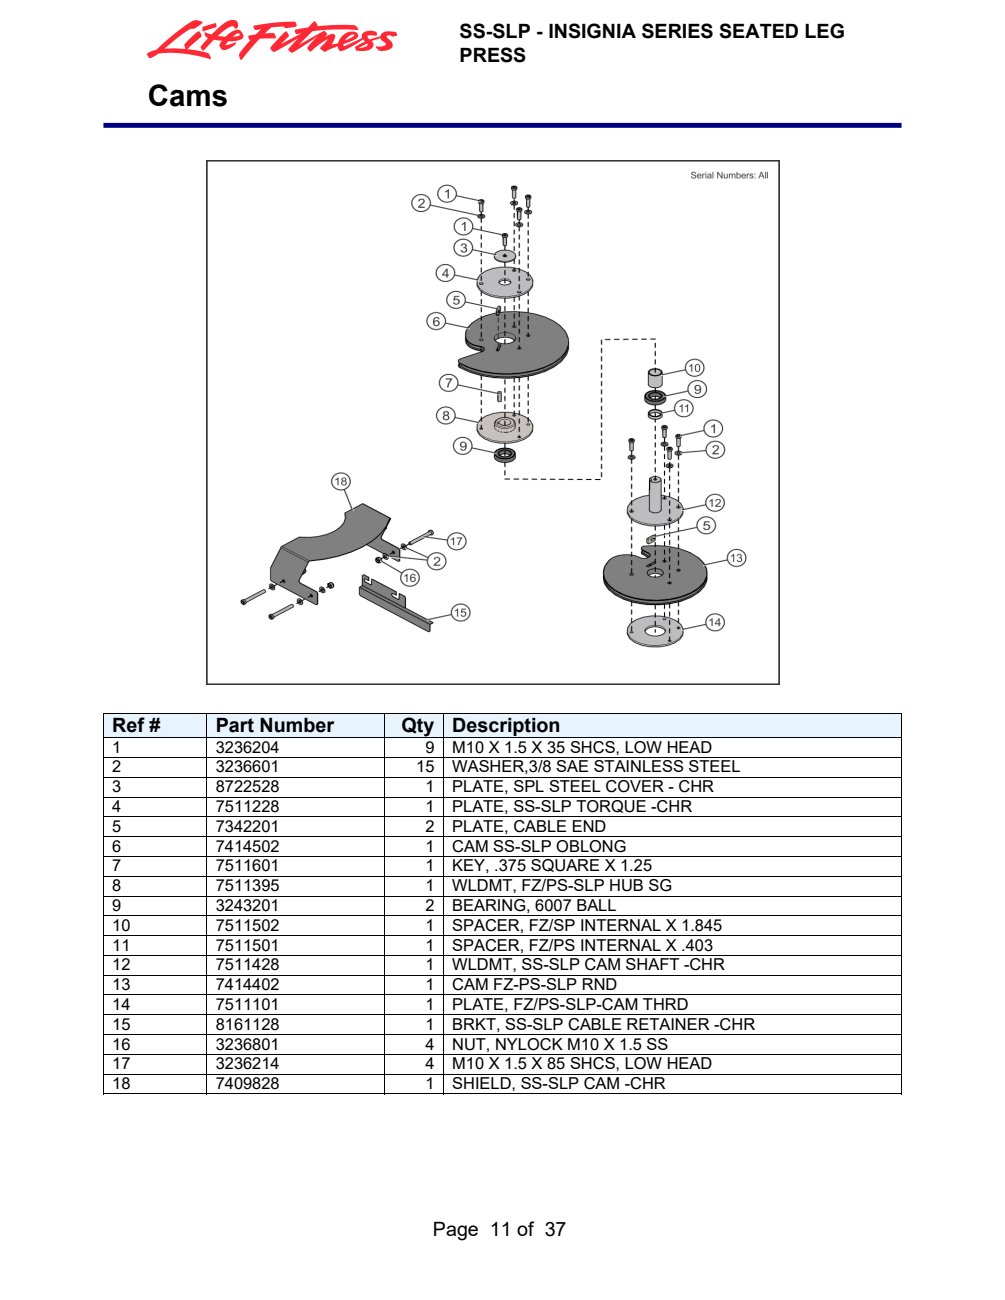 Life Fitness
SS-SLP - INSIGNIA SERIES SEATED LEG
PRESS
Cams
Serial Numbers: All
1
2
1
3
4
5
6
7
8
9
10
9
11
1
2
12
5
13
14
18
17
2
16
15
Ref # Part Number Qty Description
1 3236204 9 M10 X 1.5 X 35 SHCS, LOW HEAD
2 3236601 15 WASHER,3/8 SAE STAINLESS STEEL
3 8722528 1 PLATE, SPL STEEL COVER - CHR
4 7511228 1 PLATE, SS-SLP TORQUE -CHR
5 7342201 2 PLATE, CABLE END
6 7414502 1 CAM SS-SLP OBLONG
7 7511601 1 KEY, .375 SQUARE X 1.25
8 7511395 1 WLDMT, FZ/PS-SLP HUB SG
9 3243201 2 BEARING, 6007 BALL
10 7511502 1 SPACER, FZ/SP INTERNAL X 1.845
11 7511501 1 SPACER, FZ/PS INTERNAL X .403
12 7511428 1 WLDMT, SS-SLP CAM SHAFT -CHR
13 7414402 1 CAM FZ-PS-SLP RND
14 7511101 1 PLATE, FZ/PS-SLP-CAM THRD
15 8161128 1 BRKT, SS-SLP CABLE RETAINER -CHR
16 3236801 4 NUT, NYLOCK M10 X 1.5 SS
17 3236214 4 M10 X 1.5 X 85 SHCS, LOW HEAD
18 7409828 1 SHIELD, SS-SLP CAM -CHR
Page 11 of 37